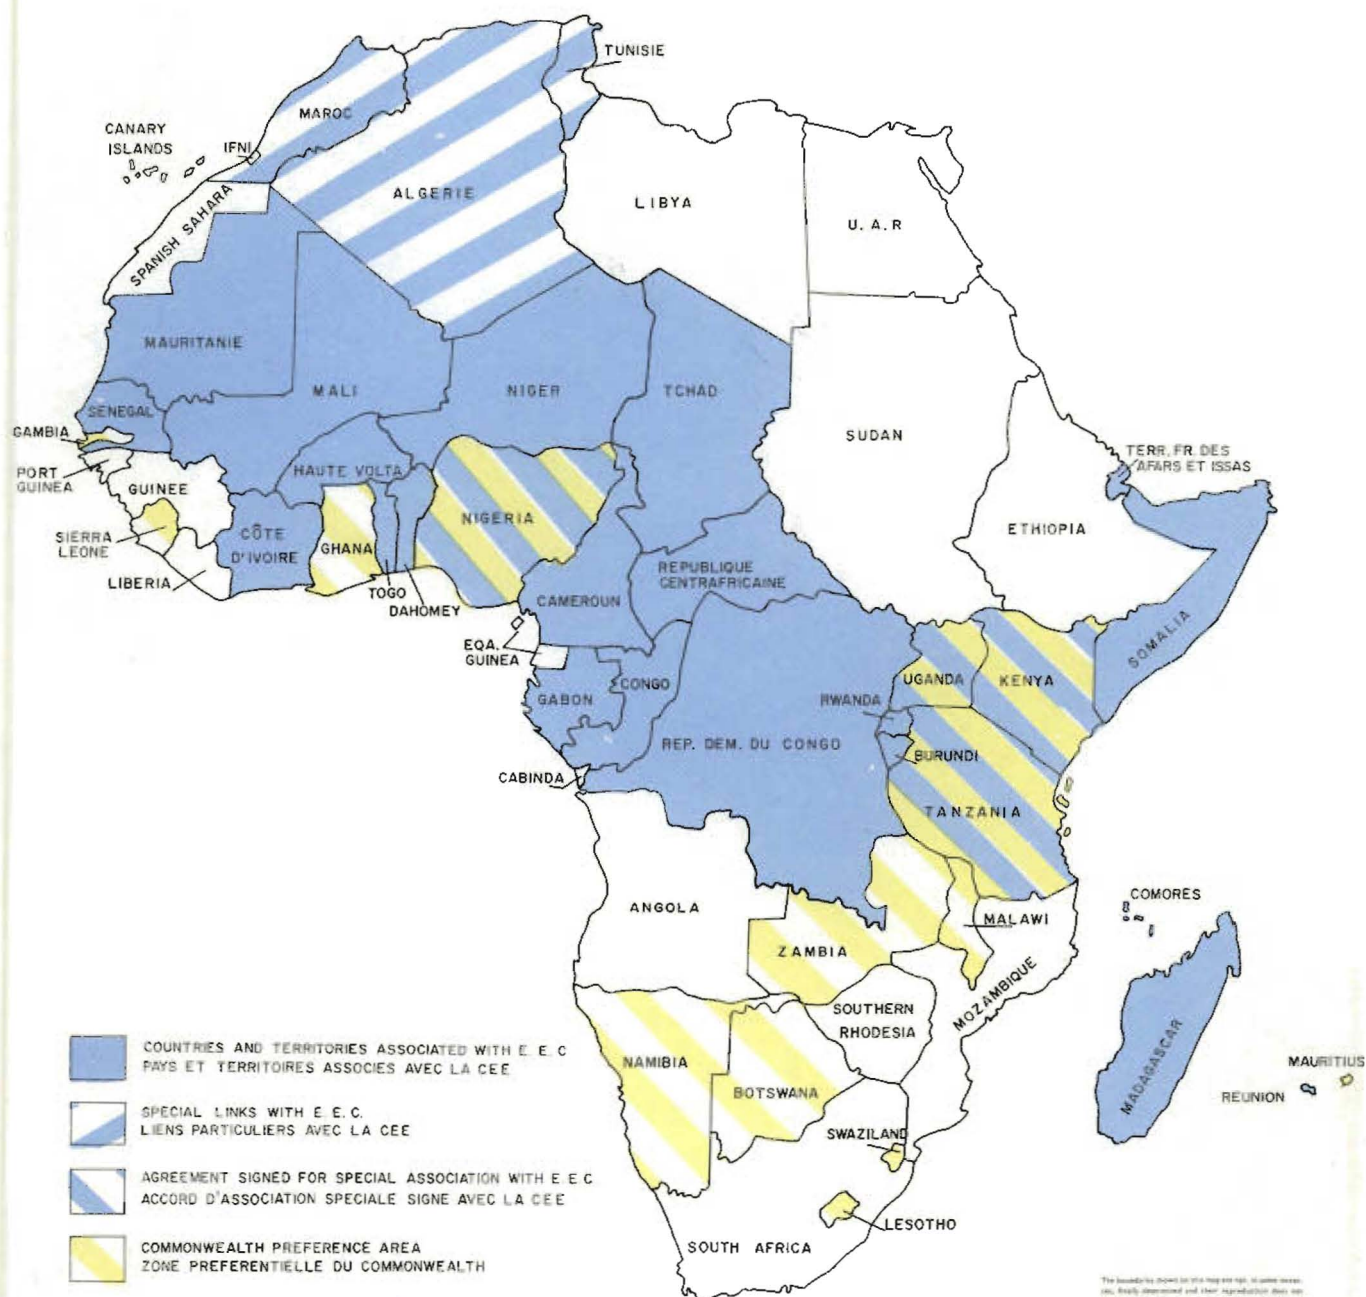 TUNISIE
MAROC
CANARY
ISLANDS
IFNI
ALGERIE
LIBYA
U. A. R
SPANISH SAHARA
MAURITANIE
MALI
NIGER
TCHAD
SUDAN
SENEGAL
GAMBIA
PORT
GUINEA
GUINEE
HAUTE VOLTA
TERR. FR. DES
AFARS ET ISSAS
SIERRA
LEONE
CÔTE
D'IVOIRE
GHANA
NIGERIA
ETHIOPIA
LIBERIA
TOGO
DAHOMEY
REPUBLIQUE
CENTRAFRICAINE
CAMEROUN
EQA.
GUINEA
SOMALIA
UGANDA
KENYA
GABON
CONGO
RWANDA
REP. DEM. DU CONGO
BURUNDI
CABINDA
TANZANIA
ANGOLA
COMORES
MALAWI
ZAMBIA
MOZAMBIQUE
SOUTHERN
RHODESIA
NAMIBIA
BOTSWANA
MADAGASCAR
MAURITIUS
REUNION
SWAZILAND
LESOTHO
SOUTH AFRICA
COUNTRIES AND TERRITORIES ASSOCIATED WITH E. E. C
PAYS ET TERRITOIRES ASSOCIES AVEC LA CEE
SPECIAL LINKS WITH E. E. C.
LIENS PARTICULIERS AVEC LA CEE
AGREEMENT SIGNED FOR SPECIAL ASSOCIATION WITH E. E. C
ACCORD D'ASSOCIATION SPECIALE SIGNE AVEC LA CEE
COMMONWEALTH PREFERENCE AREA
ZONE PREFERENTIELLE DU COMMONWEALTH